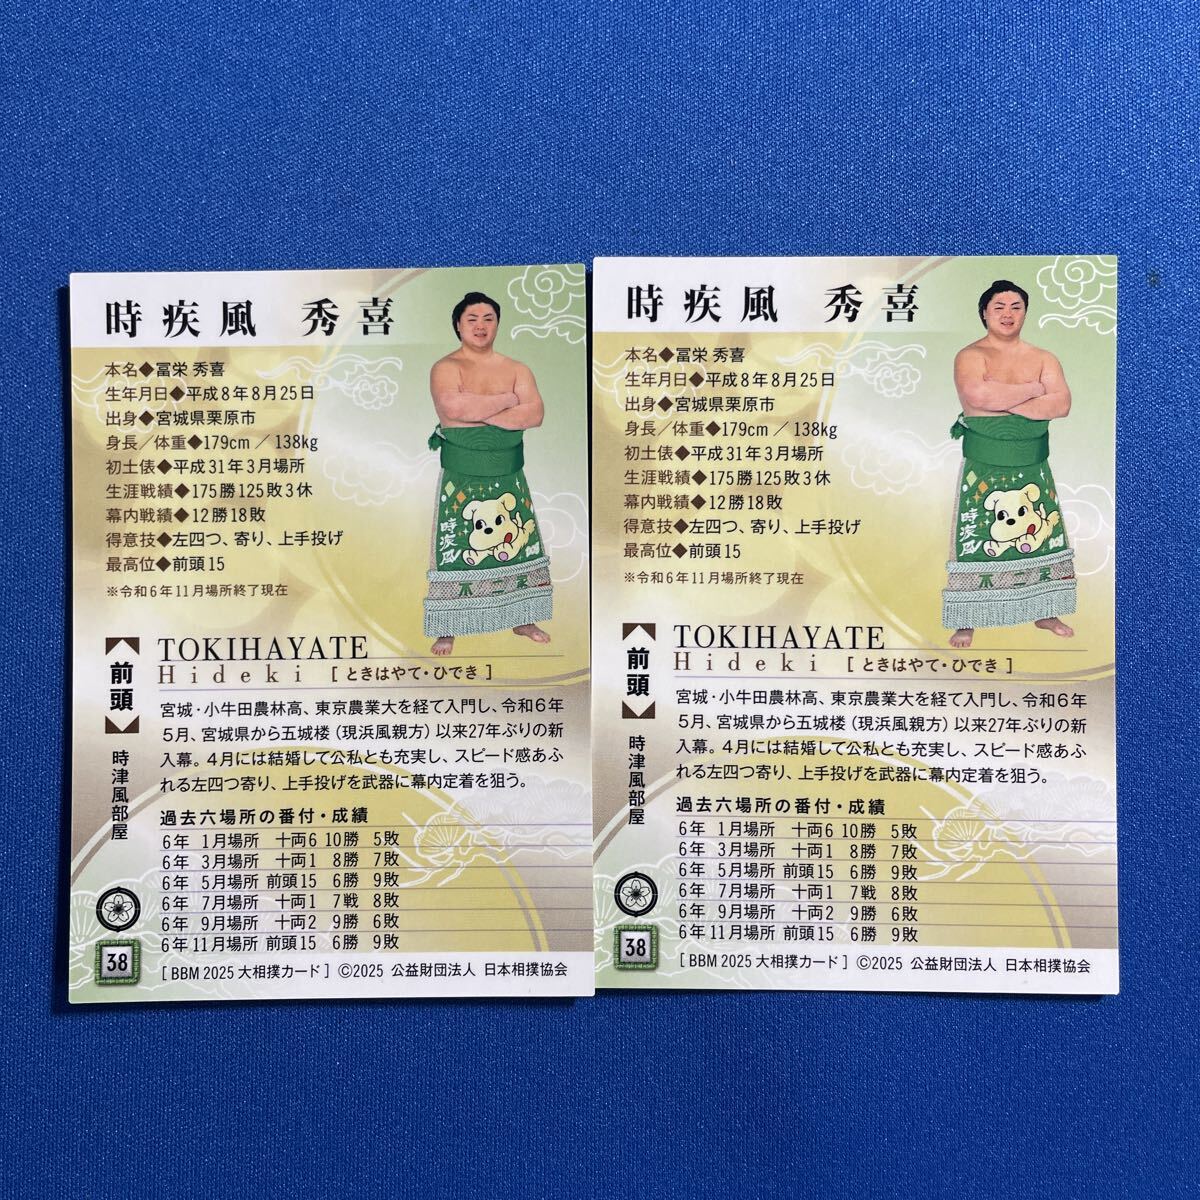 時疾風 秀喜
本名◆冨栄 秀喜
生年月日◆平成8年8月25日
出身◆宮城県栗原市
身長／体重◆179cm ／ 138kg
初土俵◆平成31年3月場所
生涯戦績◆175勝125敗3休
幕内戦績◆12勝18敗
得意技◆左四つ、寄り、上手投げ
最高位◆前頭15
※令和6年11月場所終了現在
時疾風
不二家
前頭
時津風部屋
TOKIHAYATE
Hideki [ときはやて・ひでき]
宮城・小牛田農林高、東京農業大を経て入門し、令和6年
5月、宮城県から五城楼（現浜風親方）以来27年ぶりの新
入幕。4月には結婚して公私とも充実し、スピード感あふ
れる左四つ寄り、上手投げを武器に幕内定着を狙う。
過去六場所の番付・成績
6年 1月場所 十両6 10勝 5敗
6年 3月場所 十両1 8勝 7敗
6年 5月場所 前頭15 6勝 9敗
6年 7月場所 十両1 7戦 8敗
6年 9月場所 十両2 9勝 6敗
6年11月場所 前頭15 6勝 9敗
38
[BBM 2025 大相撲カード] ©2025 公益財団法人 日本相撲協会
時疾風 秀喜
本名◆冨栄 秀喜
生年月日◆平成8年8月25日
出身◆宮城県栗原市
身長／体重◆179cm ／ 138kg
初土俵◆平成31年3月場所
生涯戦績◆175勝125敗3休
幕内戦績◆12勝18敗
得意技◆左四つ、寄り、上手投げ
最高位◆前頭15
※令和6年11月場所終了現在
時疾風
不二家
前頭
時津風部屋
TOKIHAYATE
Hideki [ときはやて・ひでき]
宮城・小牛田農林高、東京農業大を経て入門し、令和6年
5月、宮城県から五城楼（現浜風親方）以来27年ぶりの新
入幕。4月には結婚して公私とも充実し、スピード感あふ
れる左四つ寄り、上手投げを武器に幕内定着を狙う。
過去六場所の番付・成績
6年 1月場所 十両6 10勝 5敗
6年 3月場所 十両1 8勝 7敗
6年 5月場所 前頭15 6勝 9敗
6年 7月場所 十両1 7戦 8敗
6年 9月場所 十両2 9勝 6敗
6年11月場所 前頭15 6勝 9敗
38
[BBM 2025 大相撲カード] ©2025 公益財団法人 日本相撲協会